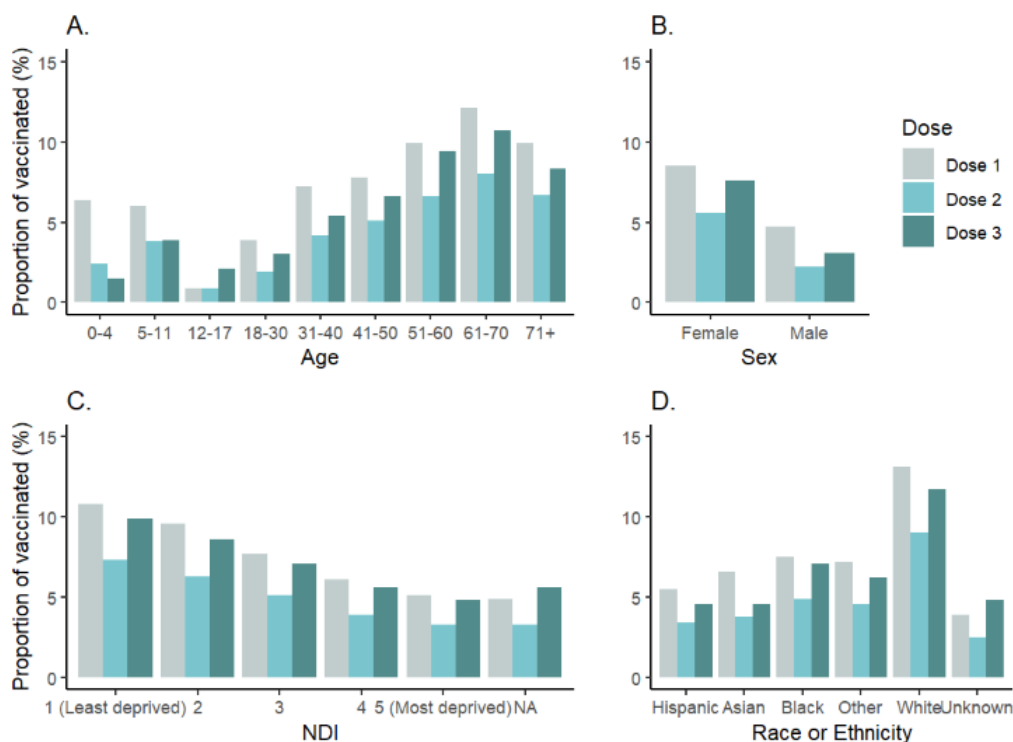 A.
Proportion of vaccinated (%)
15
10
5
0
0-4 5-11 12-17 18-30 31-40 41-50 51-60 61-70 71+
Age
B.
15
10
5
0
Female Male
Sex
Dose
Dose 1
Dose 2
Dose 3
C.
Proportion of vaccinated (%)
15
10
5
0
1 (Least deprived) 2 3 4 5 (Most deprived) NA
NDI
D.
15
10
5
0
Hispanic Asian Black Other White Unknown
Race or Ethnicity